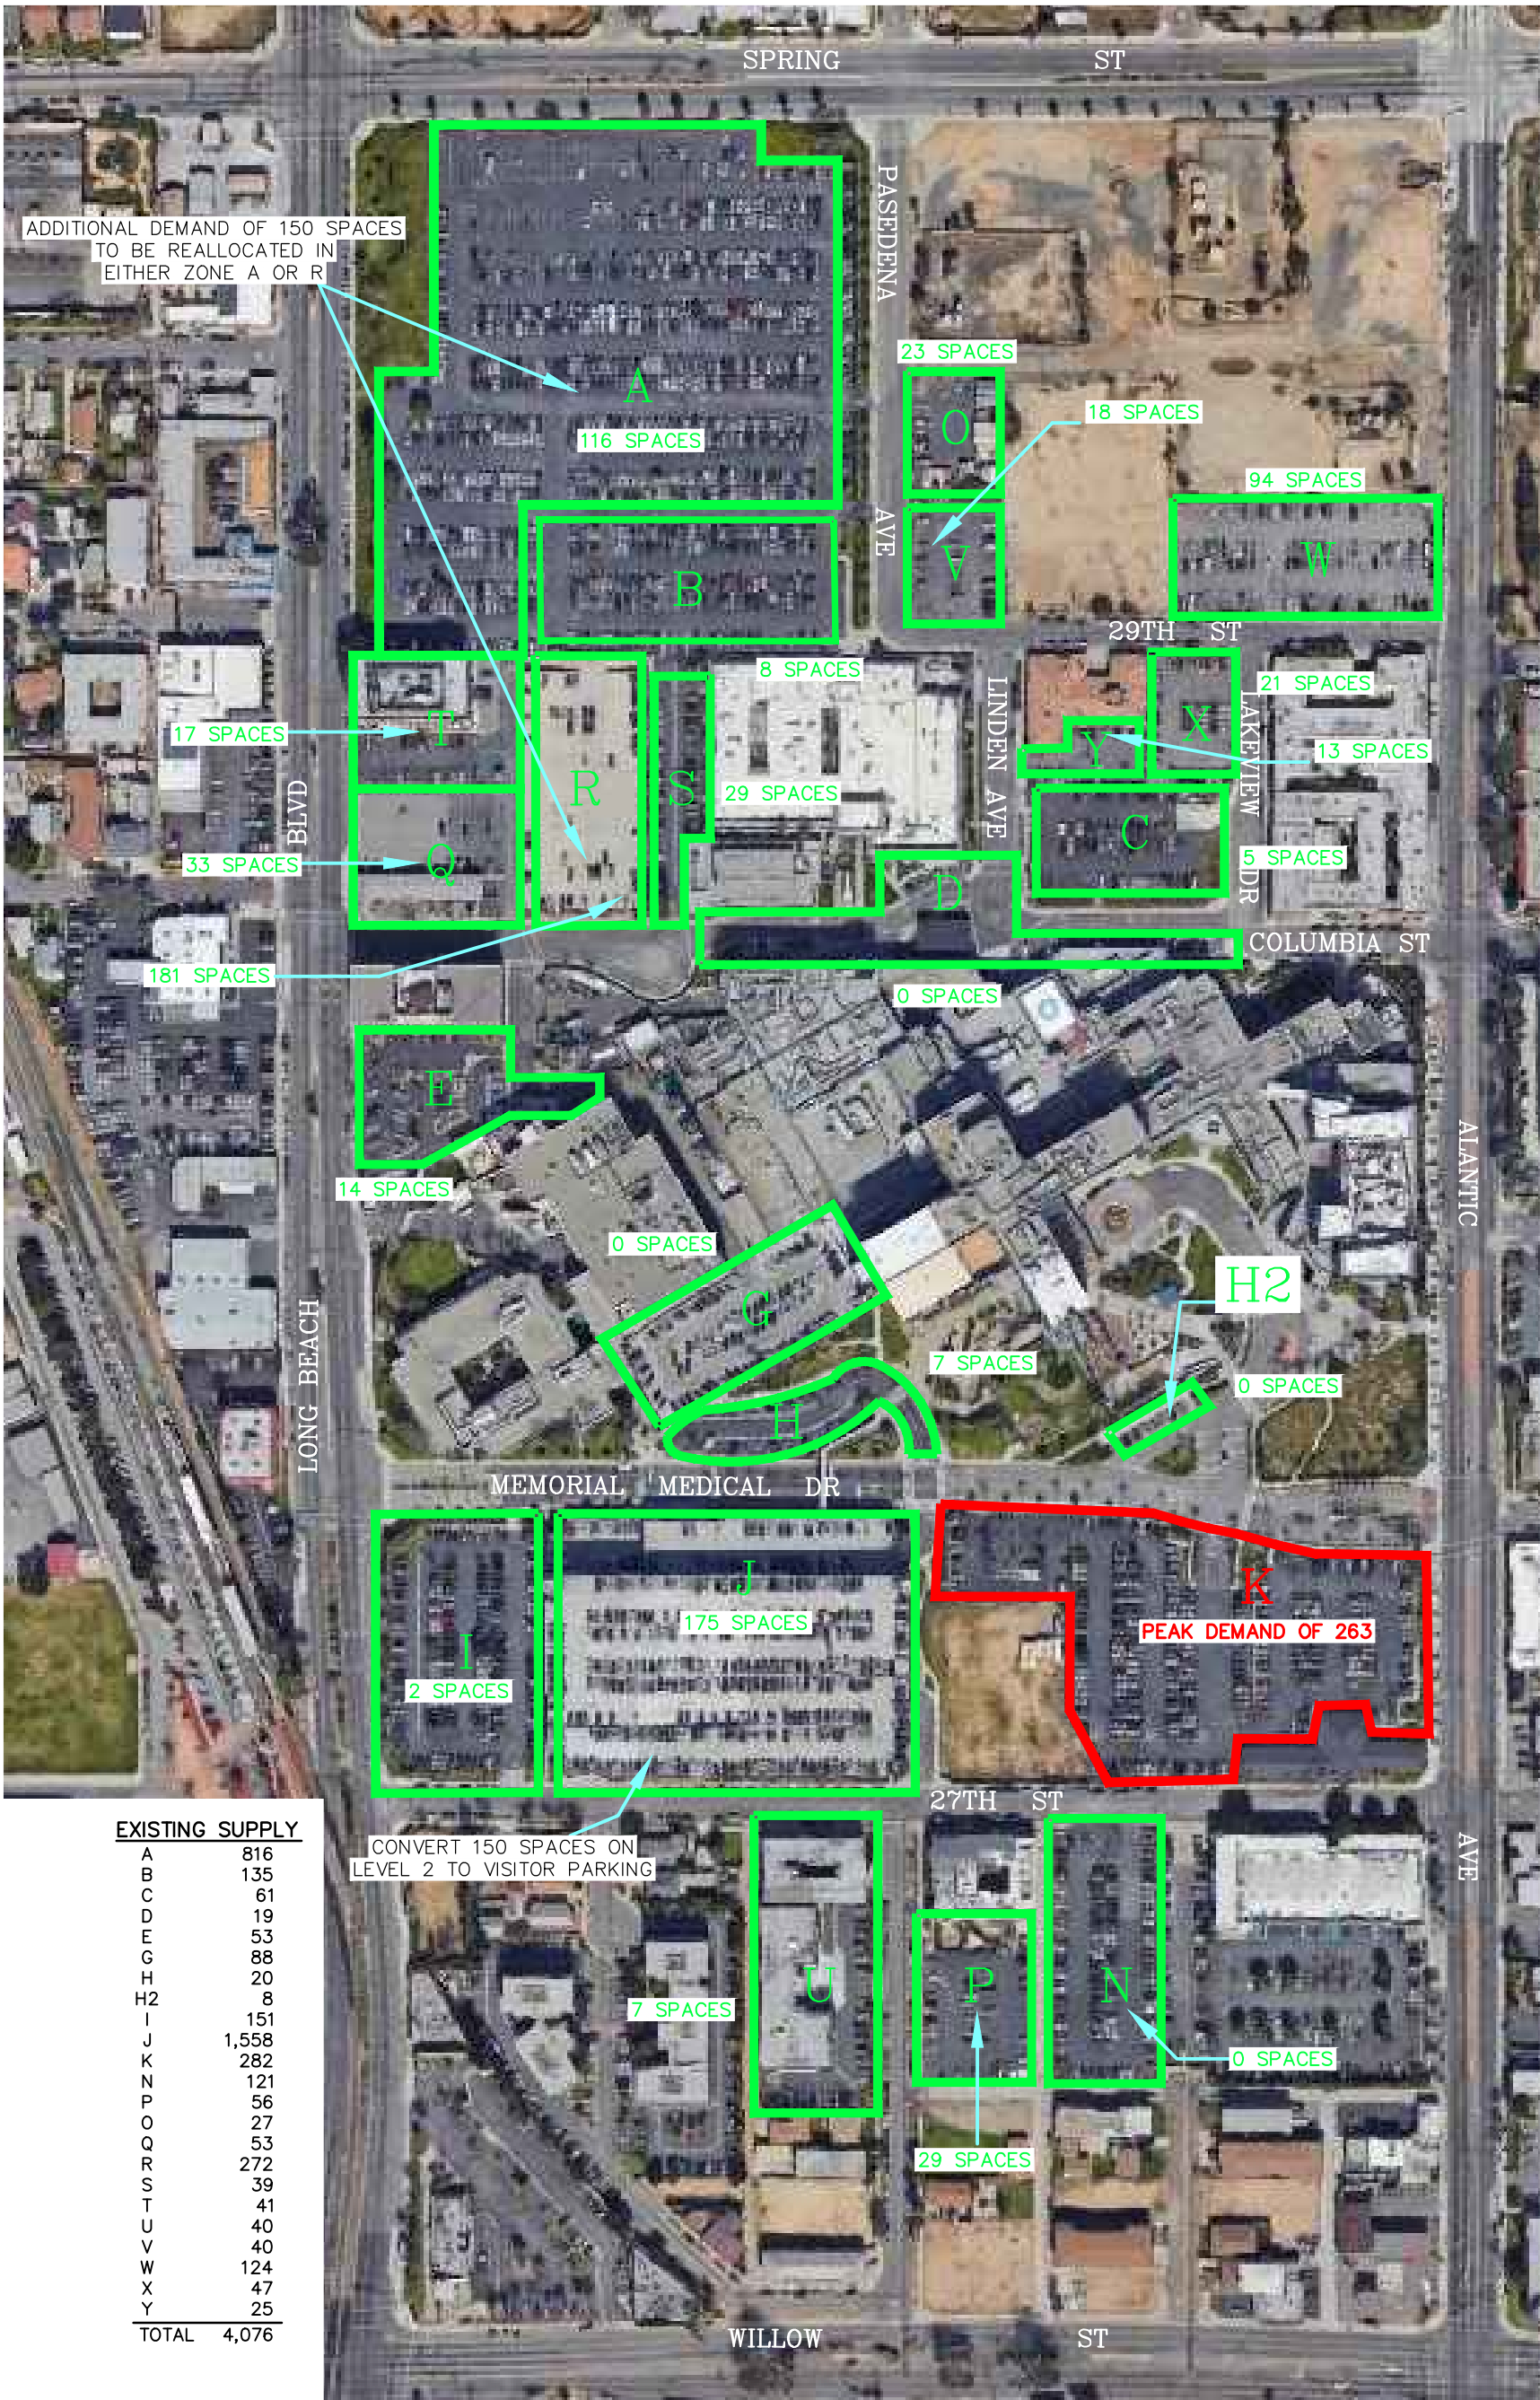 SPRING ST
PASEDENA
ADDITIONAL DEMAND OF 150 SPACES
TO BE REALLOCATED IN
EITHER ZONE A OR R
23 SPACES
A
O
18 SPACES
116 SPACES
94 SPACES
AVE
V
W
B
29TH ST
8 SPACES
LINDEN AVE
21 SPACES
LAKEVIEW DR
T
17 SPACES
X
Y
13 SPACES
R
S
29 SPACES
BLVD
C
33 SPACES
Q
5 SPACES
D
COLUMBIA ST
181 SPACES
0 SPACES
E
14 SPACES
ALANTIC
0 SPACES
H2
G
LONG BEACH
7 SPACES
0 SPACES
H
MEMORIAL MEDICAL DR
J
K
175 SPACES
PEAK DEMAND OF 263
I
2 SPACES
27TH ST
CONVERT 150 SPACES ON
LEVEL 2 TO VISITOR PARKING
AVE
U
P
N
7 SPACES
0 SPACES
29 SPACES
EXISTING SUPPLY
A 816
B 135
C 61
D 19
E 53
G 88
H 20
H2 8
I 151
J 1,558
K 282
N 121
P 56
O 27
Q 53
R 272
S 39
T 41
U 40
V 40
W 124
X 47
Y 25
TOTAL 4,076
WILLOW ST